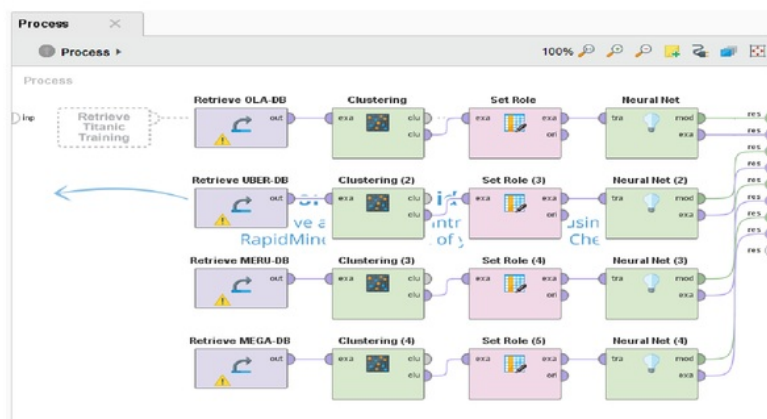 Process
Process
100%
Process
inp
Retrieve
Titanic
Training
Retrieve OLA-DB
out
Clustering
exa
clu
clu
Set Role
exa
exa
ori
Neural Net
tra
mod
exa
res
res
res
res
res
res
res
res
res
Retrieve UBER-DB
out
Clustering (2)
exa
clu
clu
Set Role (3)
exa
exa
ori
Neural Net (2)
tra
mod
exa
RapidMin
of y
Che
Retrieve MERU-DB
out
Clustering (3)
exa
clu
clu
Set Role (4)
exa
exa
ori
Neural Net (3)
tra
mod
exa
Retrieve MEGA-DB
out
Clustering (4)
exa
clu
clu
Set Role (5)
exa
exa
ori
Neural Net (4)
tra
mod
exa